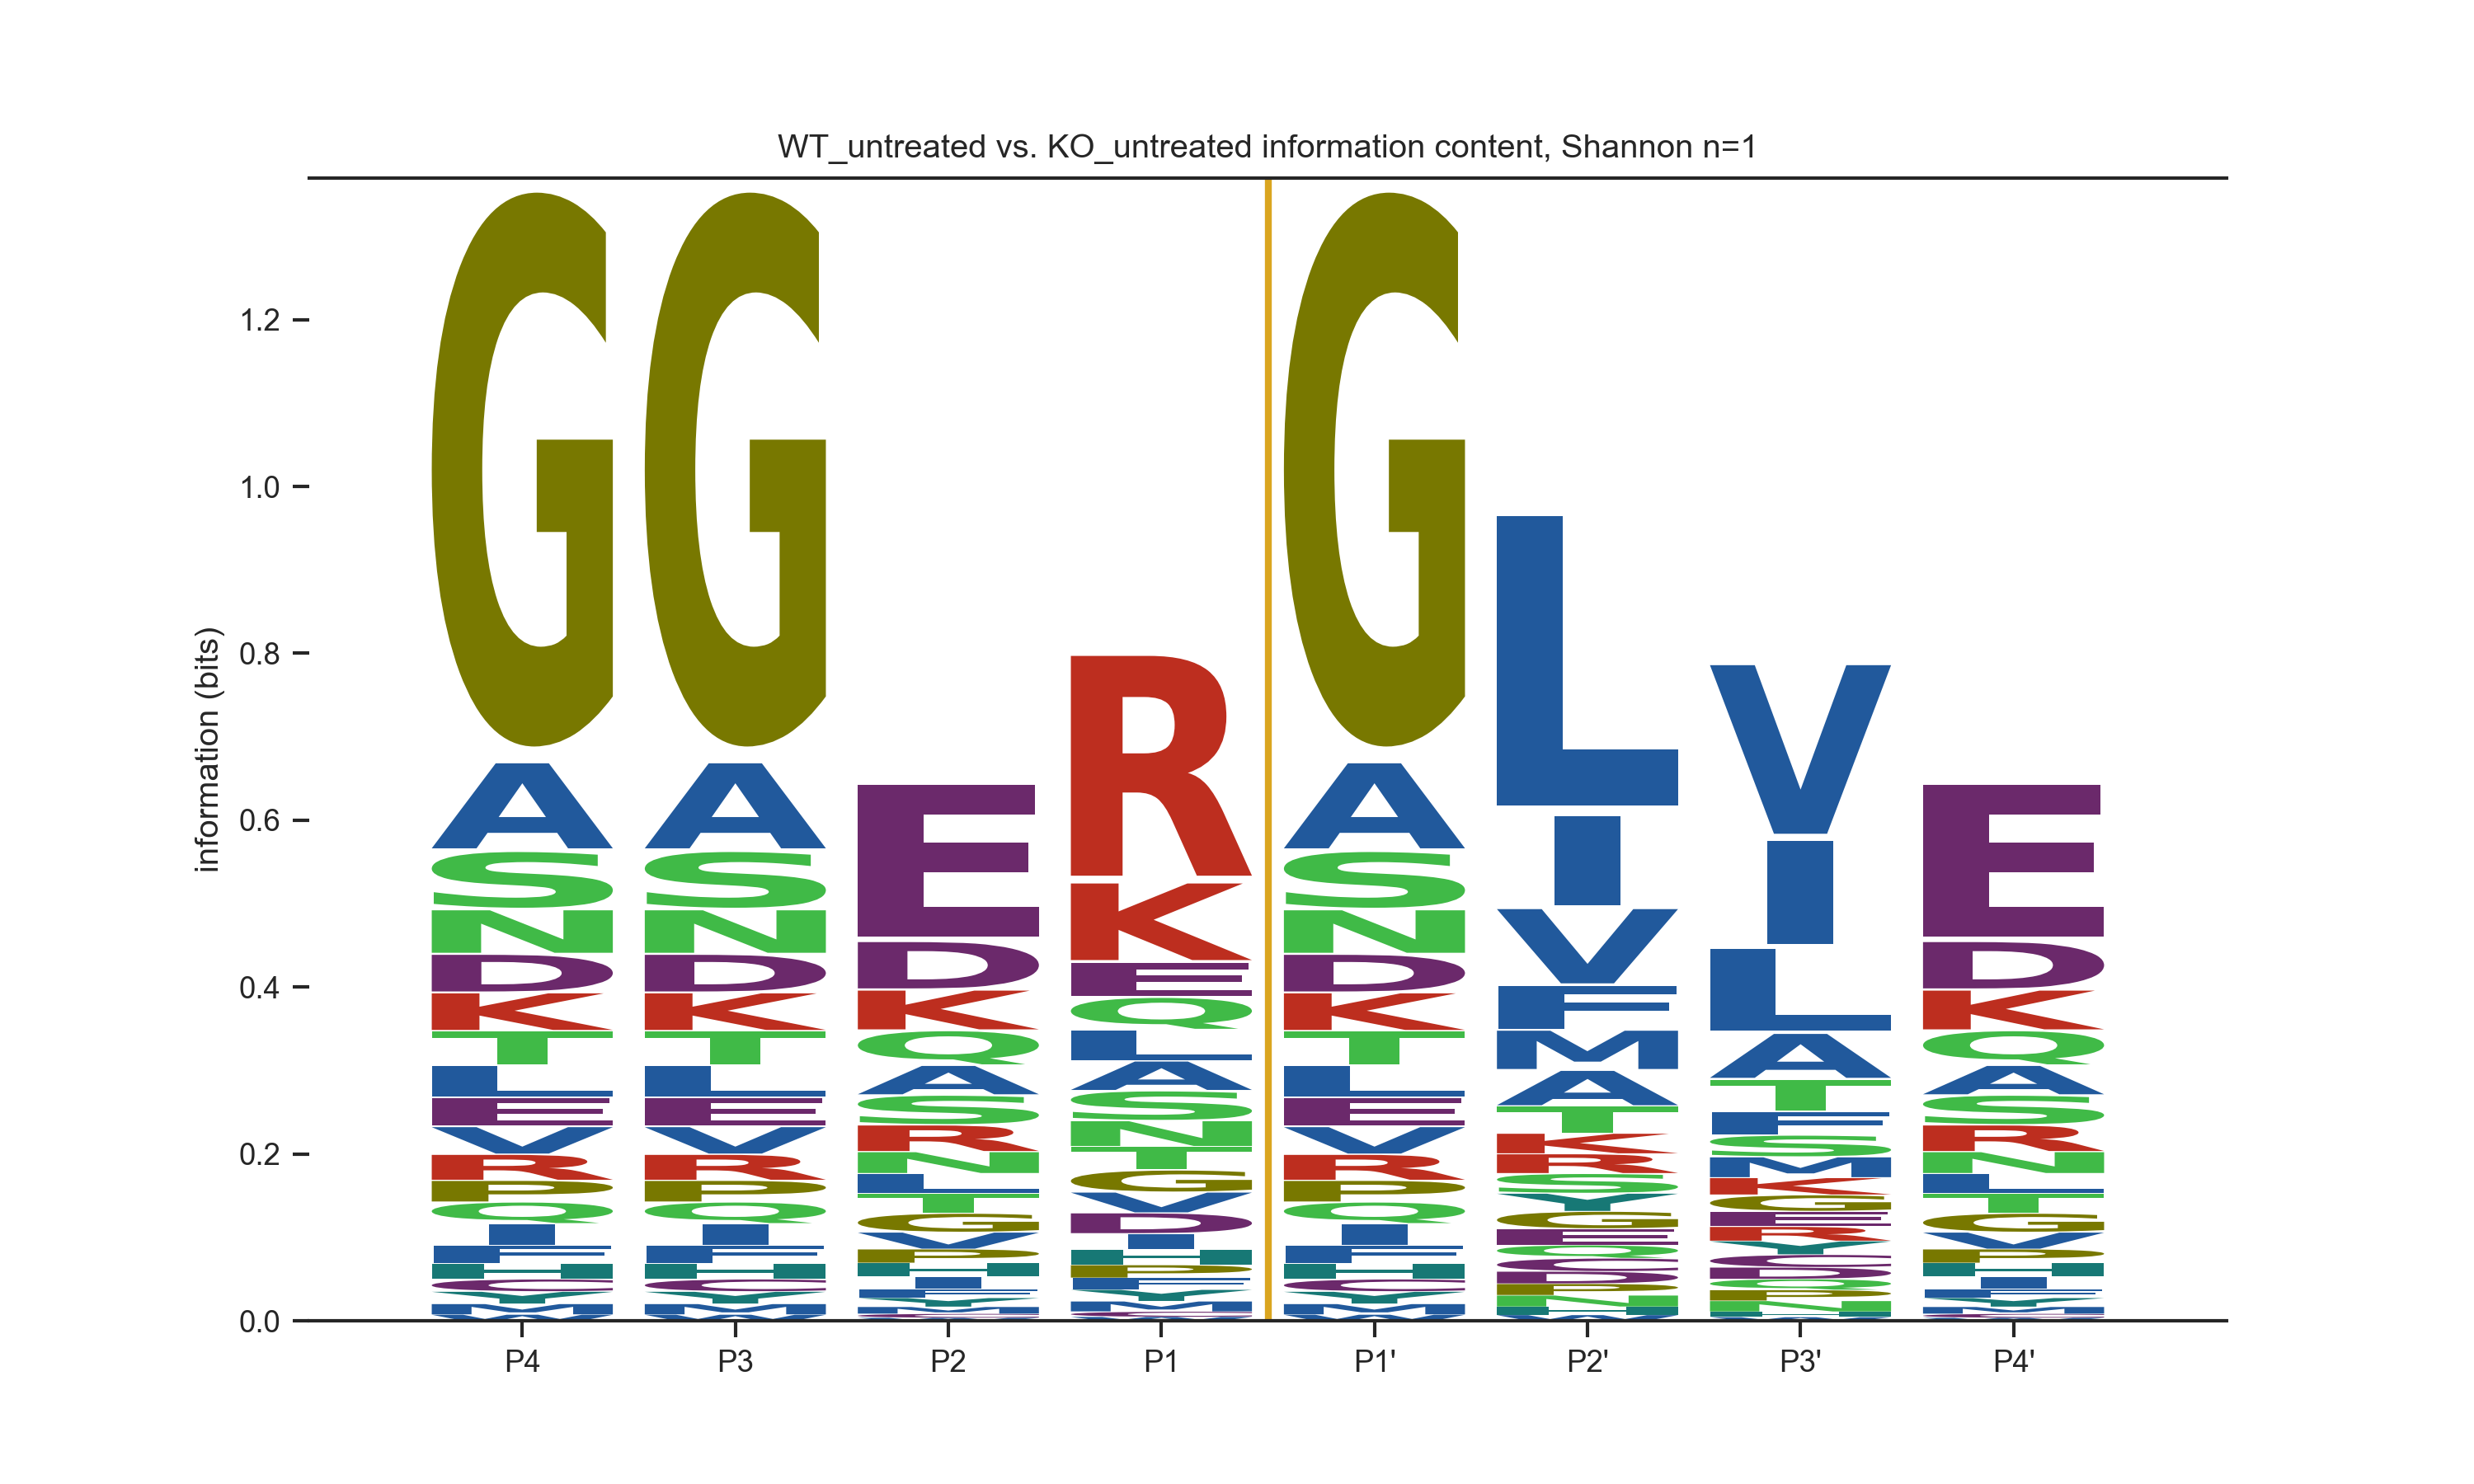 WT_untreated vs. KO_untreated information content, Shannon n=1
information (bits)
1.2
1.0
0.8
0.6
0.4
0.2
0.0
G G G
L
R V
A A E A I I E
S S K V L
N N D E N F A D
D D K Q D M T K
K K Q L K A F Q
T T A A T T S A
L L S S L K M S
E E R N E R K R
V V N T V S G N
R R L G R Y E L
P P T V P G R T
Q Q G D Q E Y G
I I V I I Q C V
F F P H F C D P
H H H P H D Q H
C C I F C P P I
Y Y F Y Y N N F
M M Y M M H H Y
P4 P3 P2 P1 P1' P2' P3' P4'